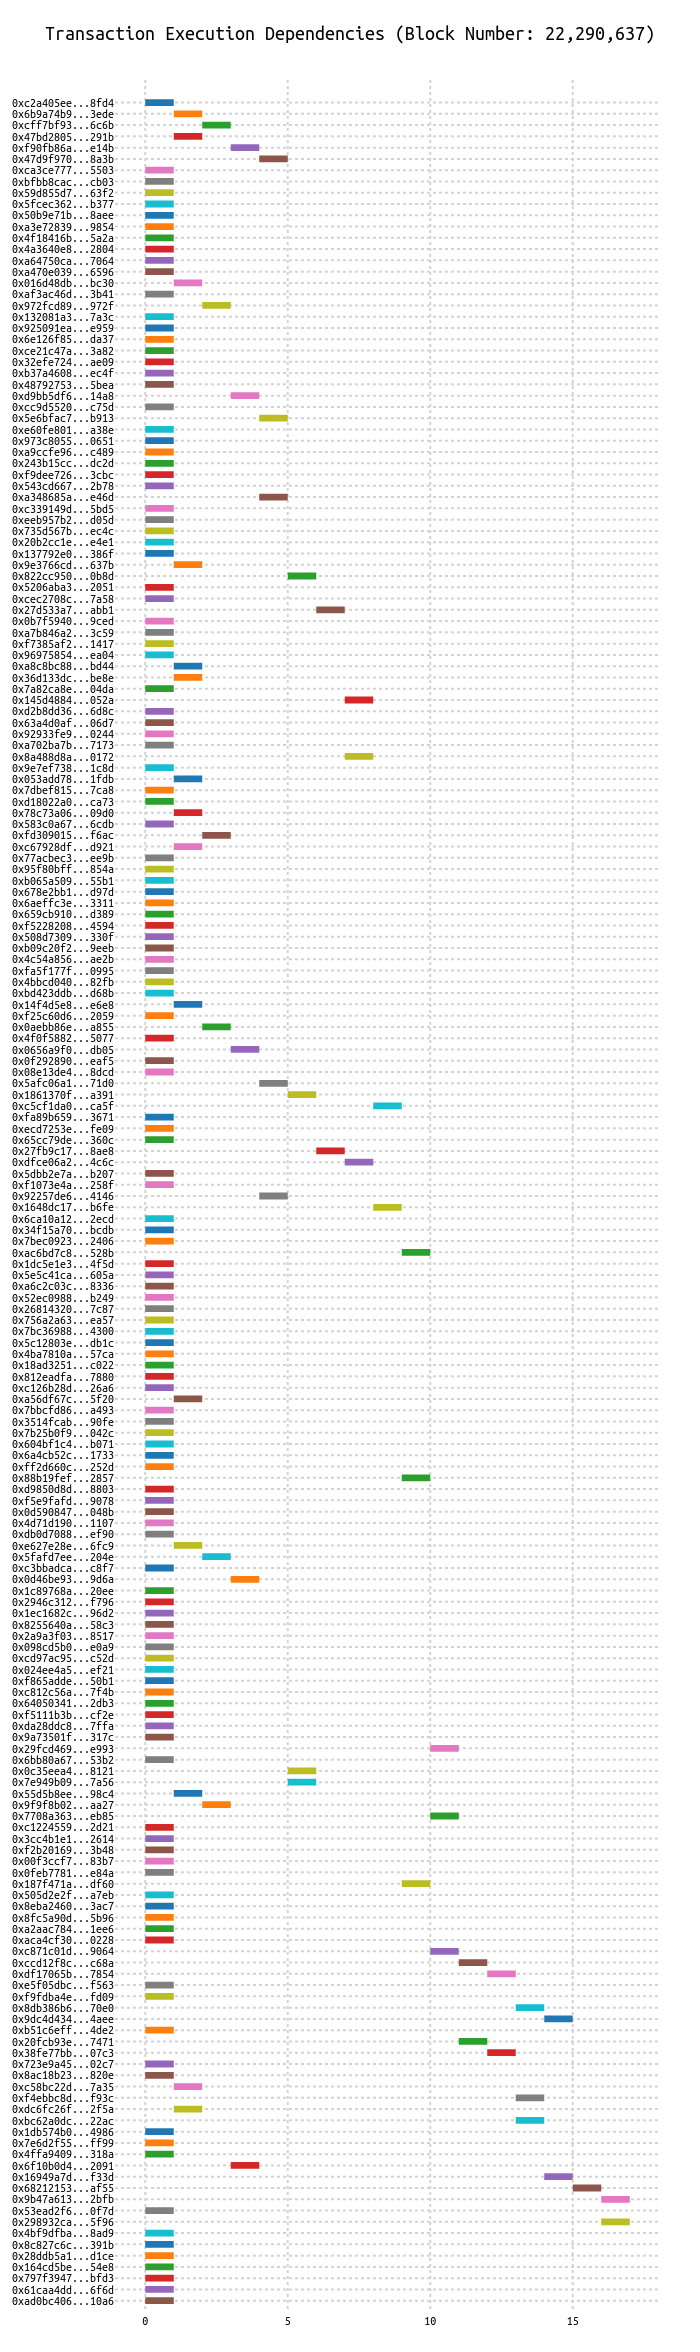 Transaction Execution Dependencies (Block Number: 22,290,637)
0xc2a405ee...8fd4
0x6b9a74b9...3ede
0xcff7bf93...6c6b
0x47bd2805...291b
0xf90fb86a...e14b
0x47d9f970...8a3b
0xca3ce777...5503
0xbfbb8cac...cb03
0x59d855d7...63f2
0x5fcec362...b377
0x50b9e71b...8aee
0xa3e72839...9854
0x4f18416b...5a2a
0x4a3640e8...2804
0xa64750ca...7064
0xa470e039...6596
0x016d48db...bc30
0xaf3ac46d...3b41
0x972fcd89...972f
0x132081a3...7a3c
0x925091ea...e959
0x6e126f85...da37
0xce21c47a...3a82
0x32efe724...ae09
0xb37a4608...ec4f
0x48792753...5bea
0xd9bb5df6...14a8
0xcc9d5520...c75d
0x5e6bfac7...b913
0xe60fe801...a38e
0x973c8055...0651
0xa9ccfe96...c489
0x243b15cc...dc2d
0xf9dee726...3cbc
0x543cd667...2b78
0xa348685a...e46d
0xc339149d...5bd5
0xeeb957b2...d05d
0x735d567b...ec4c
0x20b2cc1e...e4e1
0x137792e0...386f
0x9e3766cd...637b
0x822cc950...0b8d
0x5206aba3...2051
0xcec2708c...7a58
0x27d533a7...abb1
0x0b7f5940...9ced
0xa7b846a2...3c59
0xf7385af2...1417
0x96975854...ea04
0xa8c8bc88...bd44
0x36d133dc...be8e
0x7a82ca8e...04da
0x145d4884...052a
0xd2b8dd36...6d8c
0x63a4d0af...06d7
0x92933fe9...0244
0xa702ba7b...7173
0x8a488d8a...0172
0x9e7ef738...1c8d
0x053add78...1fdb
0x7dbef815...7ca8
0xd18022a0...ca73
0x78c73a06...09d0
0x583c0a67...6cdb
0xfd309015...f6ac
0xc67928df...d921
0x77acbec3...ee9b
0x95f80bff...854a
0xb065a509...55b1
0x678e2bb1...d97d
0x6aeffc3e...3311
0x659cb910...d389
0xf5228208...4594
0x508d7309...330f
0xb09c20f2...9eeb
0x4c54a856...ae2b
0xfa5f177f...0995
0x4bbcd040...82fb
0xbd423ddb...d68b
0x14f4d5e8...e6e8
0xf25c60d6...2059
0x0aebb86e...a855
0x4f0f5882...5077
0x0656a9f0...db05
0x0f292890...eaf5
0x08e13de4...8dcd
0x5afc06a1...71d0
0x1861370f...a391
0xc5cf1da0...ca5f
0xfa89b659...3671
0xecd7253e...fe09
0x65cc79de...360c
0x27fb9c17...8ae8
0xdfce06a2...4c6c
0x5dbb2e7a...b207
0xf1073e4a...258f
0x92257de6...4146
0x1648dc17...b6fe
0x6ca10a12...2ecd
0x34f15a70...bcdb
0x7bec0923...2406
0xac6bd7c8...528b
0x1dc5e1e3...4f5d
0x5e5c41ca...605a
0xa6c2c03c...8336
0x52ec0988...b249
0x26814320...7c87
0x756a2a63...ea57
0x7bc36988...4300
0x5c12803e...db1c
0x4ba7810a...57ca
0x18ad3251...c022
0x812eadfa...7880
0xc126b28d...26a6
0xa56df67c...5f20
0x7bbcfd86...a493
0x3514fcab...90fe
0x7b25b0f9...042c
0x604bf1c4...b071
0x6a4cb52c...1733
0xff2d660c...252d
0x88b19fef...2857
0xd9850d8d...8803
0xf5e9fafd...9078
0x0d590847...048b
0x4d71d190...1107
0xdb0d7088...ef90
0xe627e28e...6fc9
0x5fafd7ee...204e
0xc3bbadca...c8f7
0x0d46be93...9d6a
0x1c89768a...20ee
0x2946c312...f796
0x1ec1682c...96d2
0x8255640a...58c3
0x2a9a3f03...8517
0x098cd5b0...e0a9
0xcd97ac95...c52d
0x024ee4a5...ef21
0xf865adde...50b1
0xc812c56a...7f4b
0x64050341...2db3
0xf5111b3b...cf2e
0xda28ddc8...7ffa
0x9a73501f...317c
0x29fcd469...e993
0x6bb80a67...53b2
0x0c35eea4...8121
0x7e949b09...7a56
0x55d5b8ee...98c4
0x9f9f8b02...aa27
0x7708a363...eb85
0xc1224559...2d21
0x3cc4b1e1...2614
0xf2b20169...3b48
0x00f3ccf7...83b7
0x0feb7781...e84a
0x187f471a...df60
0x505d2e2f...a7eb
0x8eba2460...3ac7
0x8fc5a90d...5b96
0xa2aac784...1ee6
0xaca4cf30...0228
0xc871c01d...9064
0xccd12f8c...c68a
0xdf17065b...7854
0xe5f05dbc...f563
0xf9fdba4e...fd09
0x8db386b6...70e0
0x9dc4d434...4aee
0xb51c6eff...4de2
0x20fcb93e...7471
0x38fe77bb...07c3
0x723e9a45...02c7
0x8ac18b23...820e
0xc58bc22d...7a35
0xf4ebbc8d...f93c
0xdc6fc26f...2f5a
0xbc62a0dc...22ac
0x1db574b0...4986
0x7e6d2f55...ff99
0x4ffa9409...318a
0x6f10b0d4...2091
0x16949a7d...f33d
0x68212153...af55
0x9b47a613...2bfb
0x53ead2f6...0f7d
0x298932ca...5f96
0x4bf9dfba...8ad9
0x8c827c6c...391b
0x28ddb5a1...d1ce
0x164cd5be...54e8
0x797f3947...bfd3
0x61caa4dd...6f6d
0xad0bc406...10a6
0 5 10 15